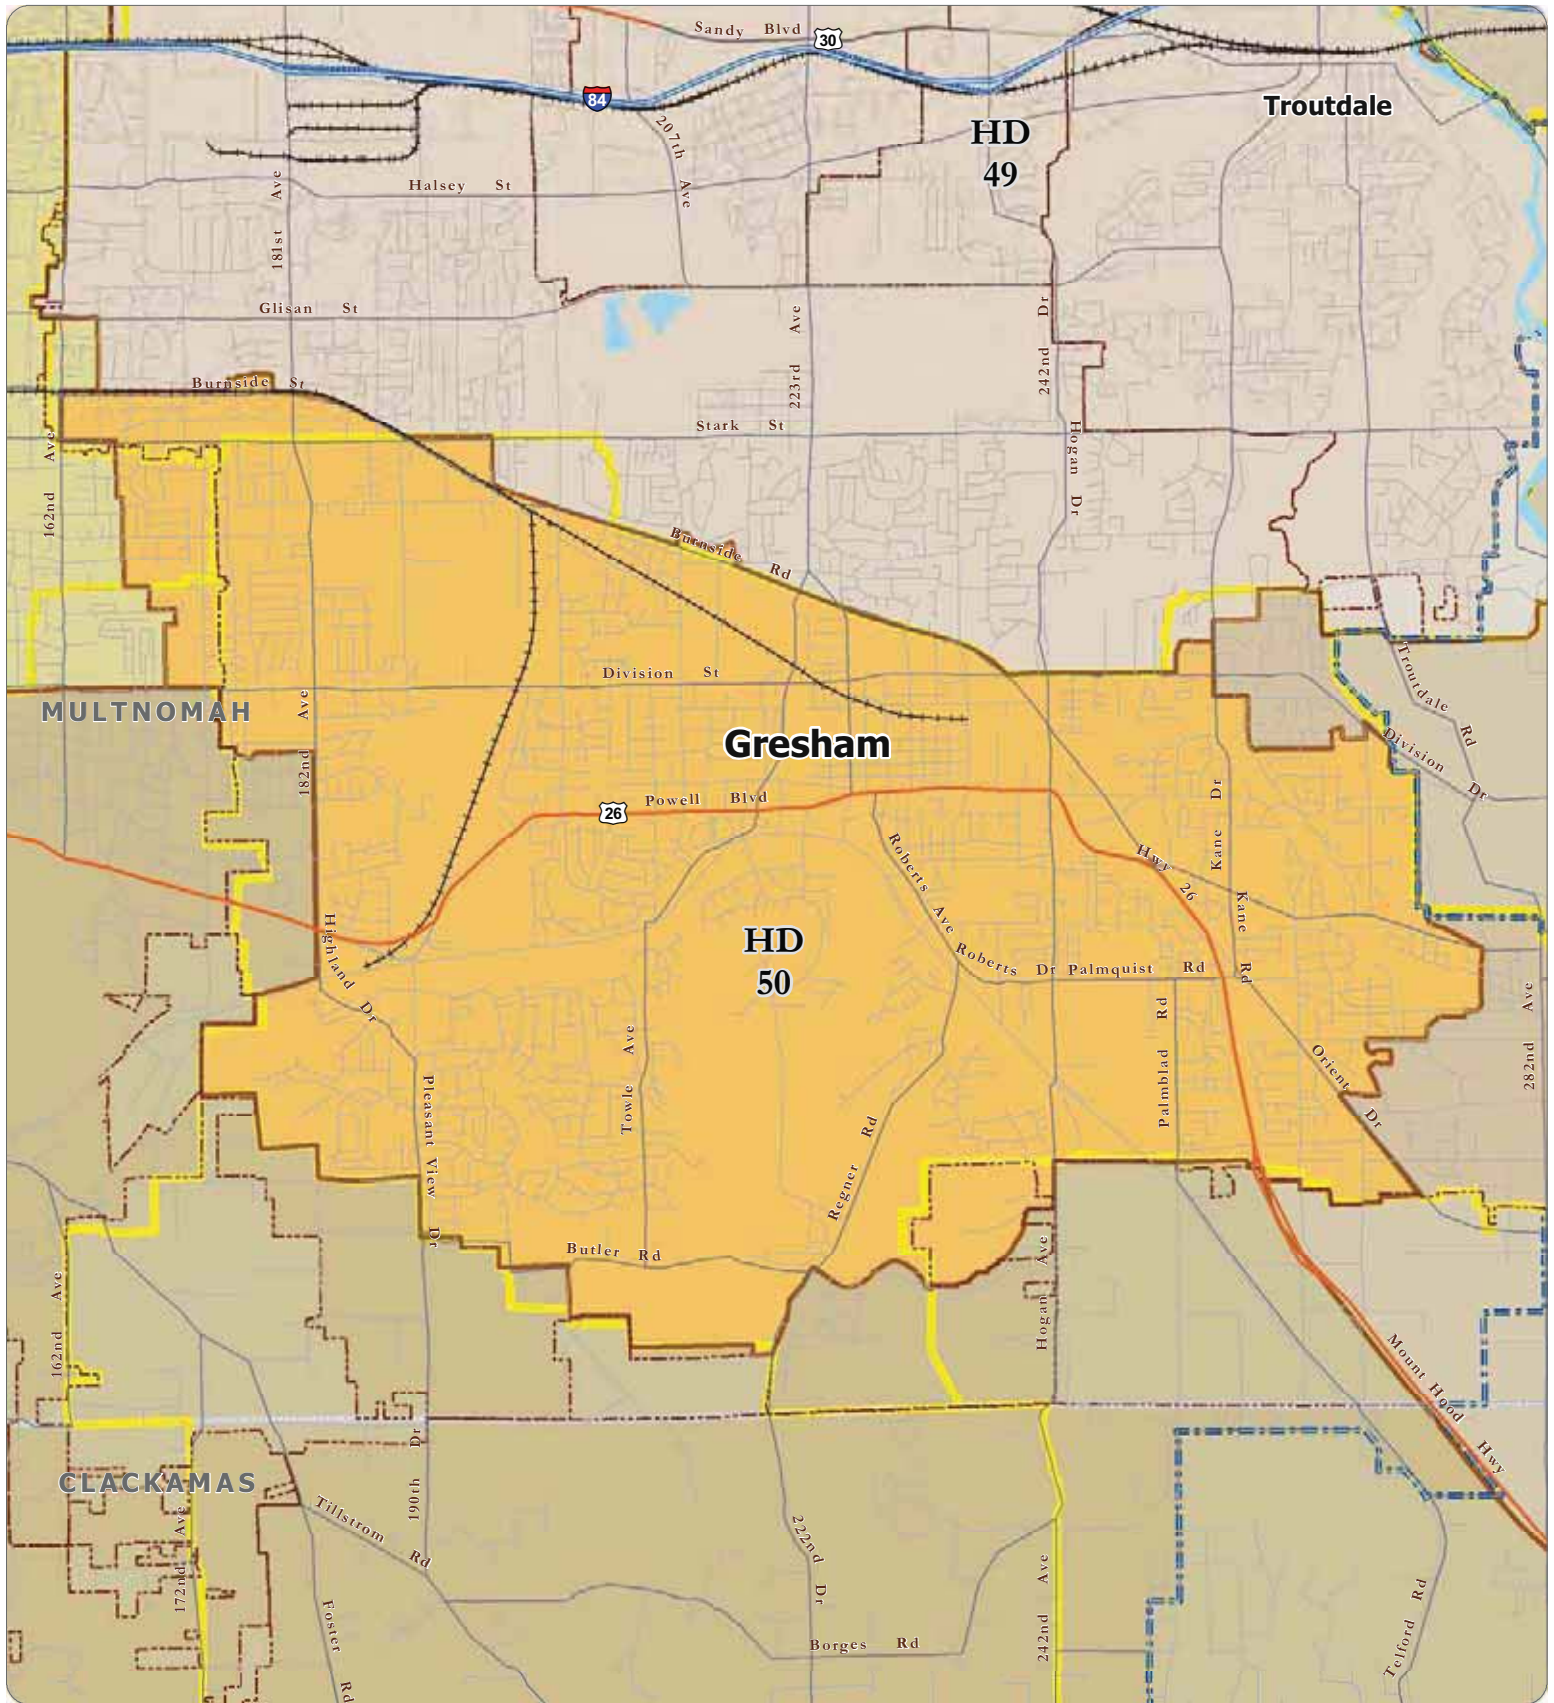 Sandy Blvd
30
84
Troutdale
HD
49
207th Ave
181st Ave
Halsey St
Glisan St
223rd Ave
242nd Dr
Burnside St
Stark St
Hogan Dr
162nd Ave
Burnside Rd
Division St
Troutdale Rd
MULTNOMAH
182nd Ave
Gresham
Division Dr
26
Powell Blvd
Kane Dr
Roberts Ave
Hwy 26
Kane Rd
Highland Dr
HD
50
Roberts Dr
Palmquist Rd
282nd Ave
Towle Ave
Palmblad Rd
Orient Dr
Pleasant View Dr
Regner Rd
Butler Rd
Hogan Ave
162nd Ave
Mount Hood Hwy
CLACKAMAS
190th Dr
172nd Ave
Tillstrom Rd
222nd Dr
242nd Ave
Foster Rd
Borges Rd
Telford Rd